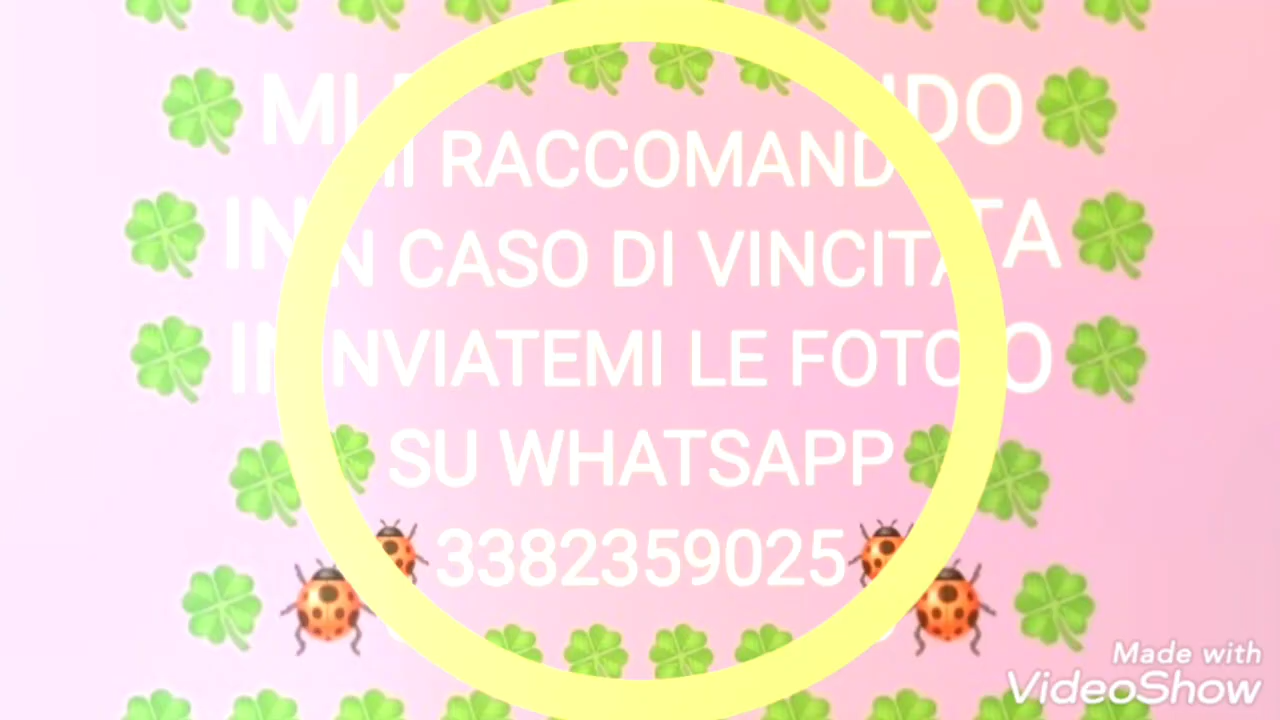 MI RACCOMANDO
IN CASO DI VINCITA
INVIATEMI LE FOTO
SU WHATSAPP
3382359025
Made with
VideoShow